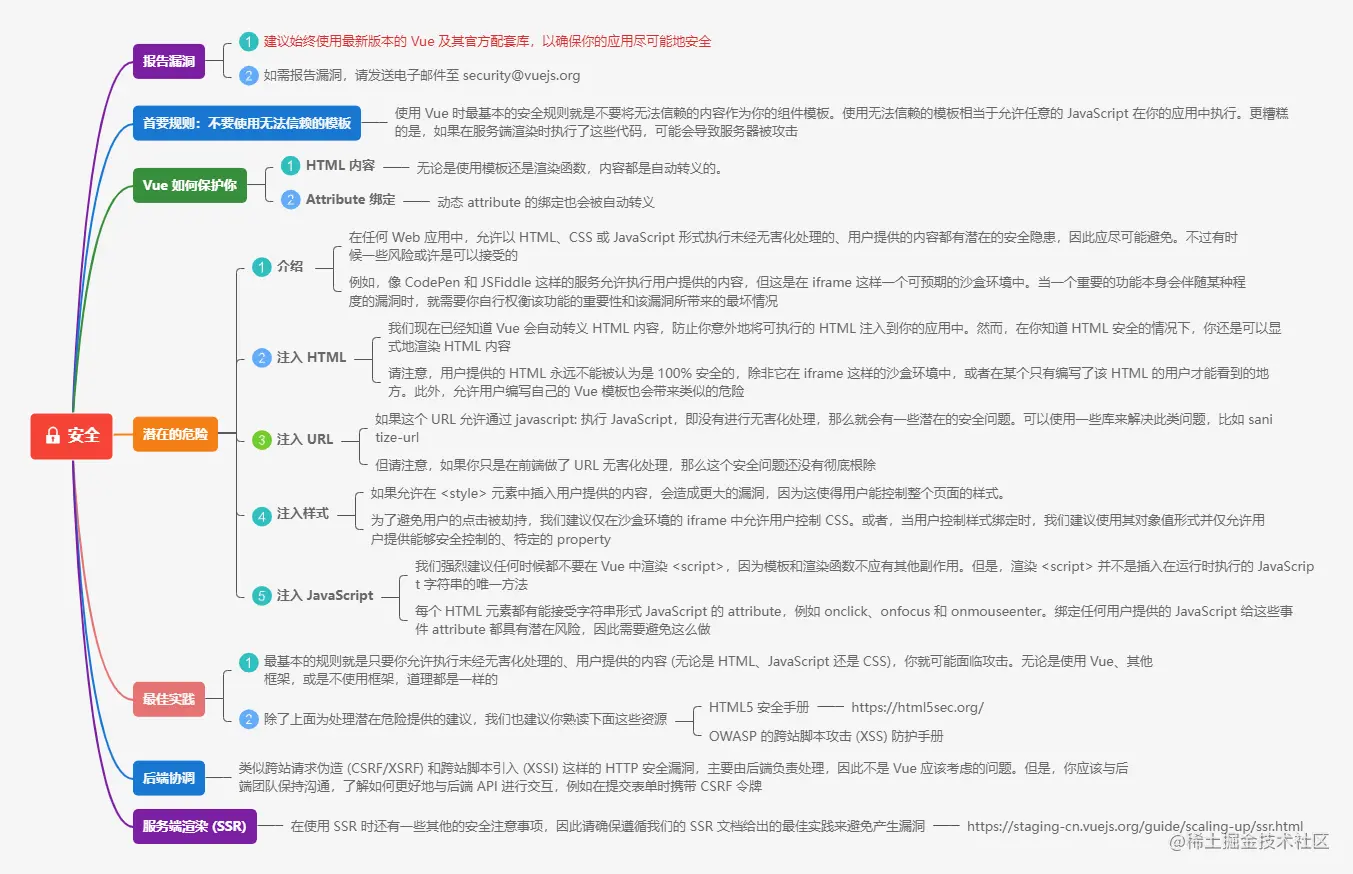 安全
报告漏洞
1 建议始终使用最新版本的 Vue 及其官方配套库，以确保你的应用尽可能地安全
2 如需报告漏洞，请发送电子邮件至 security@vuejs.org
首要规则：不要使用无法信赖的模板
使用 Vue 时最基本的安全规则就是不要将无法信赖的内容作为你的组件模板。使用无法信赖的模板相当于允许任意的 JavaScript 在你的应用中执行。更糟糕
的是，如果在服务端渲染时执行了这些代码，可能会导致服务器被攻击
Vue 如何保护你
1 HTML 内容
无论是使用模板还是渲染函数，内容都是自动转义的。
2 Attribute 绑定
动态 attribute 的绑定也会被自动转义
潜在的危险
1 介绍
在任何 Web 应用中，允许以 HTML、CSS 或 JavaScript 形式执行未经无害化处理的、用户提供的内容都有潜在的安全隐患，因此应尽可能避免。不过有时
候一些风险或许是可以接受的
例如，像 CodePen 和 JSFiddle 这样的服务允许执行用户提供的内容，但这是在 iframe 这样一个可预期的沙盒环境中。当一个重要的功能本身会伴随某种程
度的漏洞时，就需要你自行权衡该功能的重要性和该漏洞所带来的最坏情况
2 注入 HTML
我们现在已经知道 Vue 会自动转义 HTML 内容，防止你意外地将可执行的 HTML 注入到你的应用中。然而，在你知道 HTML 安全的情况下，你还是可以显
式地渲染 HTML 内容
请注意，用户提供的 HTML 永远不能被认为是 100% 安全的，除非它在 iframe 这样的沙盒环境中，或者在某个只有编写了该 HTML 的用户才能看到的地
方。此外，允许用户编写自己的 Vue 模板也会带来类似的危险
3 注入 URL
如果这个 URL 允许通过 javascript: 执行 JavaScript，即没有进行无害化处理，那么就会有一些潜在的安全问题。可以使用一些库来解决此类问题，比如 sani
tize-url
但请注意，如果你只是在前端做了 URL 无害化处理，那么这个安全问题还没有彻底根除
4 注入样式
如果允许在 <style> 元素中插入用户提供的内容，会造成更大的漏洞，因为这使得用户能控制整个页面的样式。
为了避免用户的点击被劫持，我们建议仅在沙盒环境的 iframe 中允许用户控制 CSS。或者，当用户控制样式绑定时，我们建议使用其对象值形式并仅允许用
户提供能够安全控制的、特定的 property
5 注入 JavaScript
我们强烈建议任何时候都不要在 Vue 中渲染 <script>，因为模板和渲染函数不应有其他副作用。但是，渲染 <script> 并不是插入在运行时执行的 JavaScrip
t 字符串的唯一方法
每个 HTML 元素都有能接受字符串形式 JavaScript 的 attribute，例如 onclick、onfocus 和 onmouseenter。绑定任何用户提供的 JavaScript 给这些事
件 attribute 都具有潜在风险，因此需要避免这么做
最佳实践
1 最基本的规则就是只要你允许执行未经无害化处理的、用户提供的内容 (无论是 HTML、JavaScript 还是 CSS)，你就可能面临攻击。无论是使用 Vue、其他
框架，或是不使用框架，道理都是一样的
2 除了上面为处理潜在危险提供的建议，我们也建议你熟读下面这些资源
HTML5 安全手册
https://html5sec.org/
OWASP 的跨站脚本攻击 (XSS) 防护手册
后端协调
类似跨站请求伪造 (CSRF/XSRF) 和跨站脚本引入 (XSSI) 这样的 HTTP 安全漏洞，主要由后端负责处理，因此不是 Vue 应该考虑的问题。但是，你应该与后
端团队保持沟通，了解如何更好地与后端 API 进行交互，例如在提交表单时携带 CSRF 令牌
服务端渲染 (SSR)
在使用 SSR 时还有一些其他的安全注意事项，因此请确保遵循我们的 SSR 文档给出的最佳实践来避免产生漏洞
https://staging-cn.vuejs.org/guide/scaling-up/ssr.html
@稀土掘金技术社区